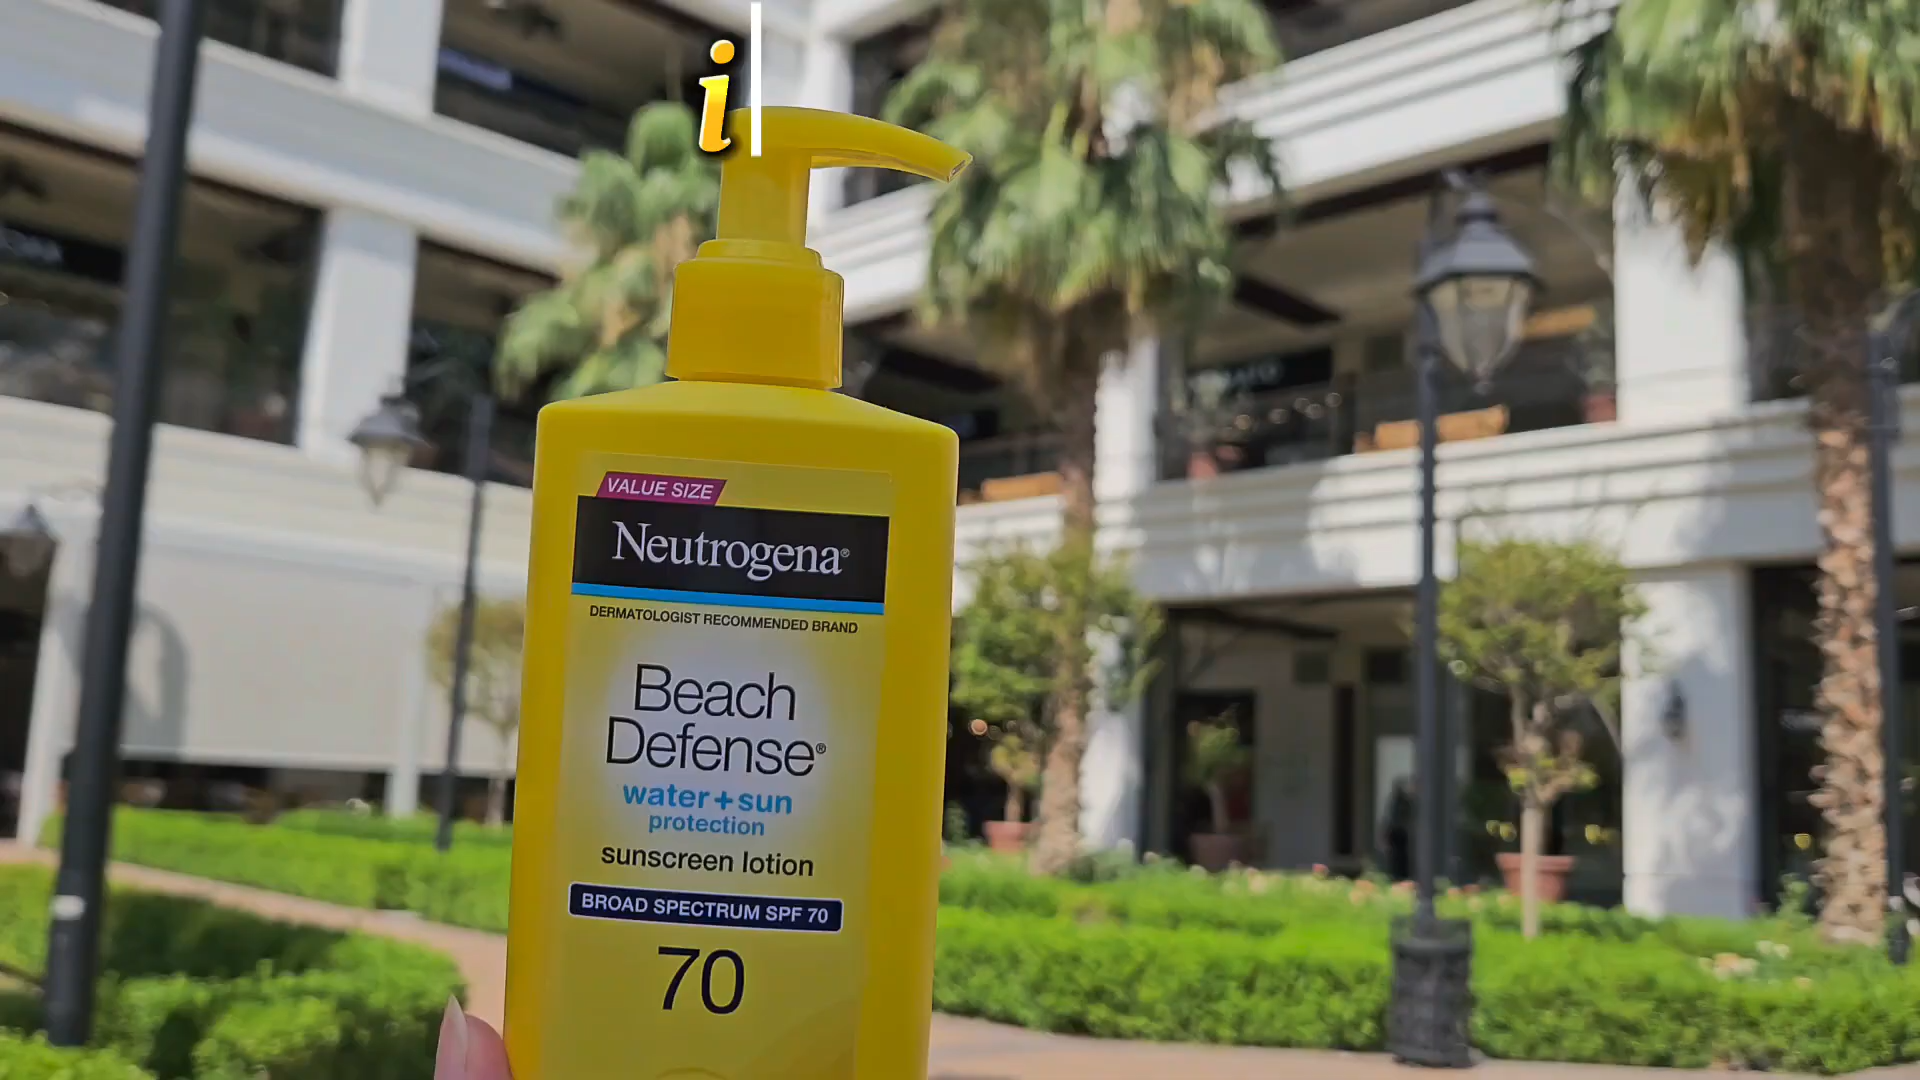 i
VALUE SIZE
Neutrogena®
DERMATOLOGIST RECOMMENDED BRAND
Beach
Defense®
water+sun
protection
sunscreen lotion
BROAD SPECTRUM SPF 70
70